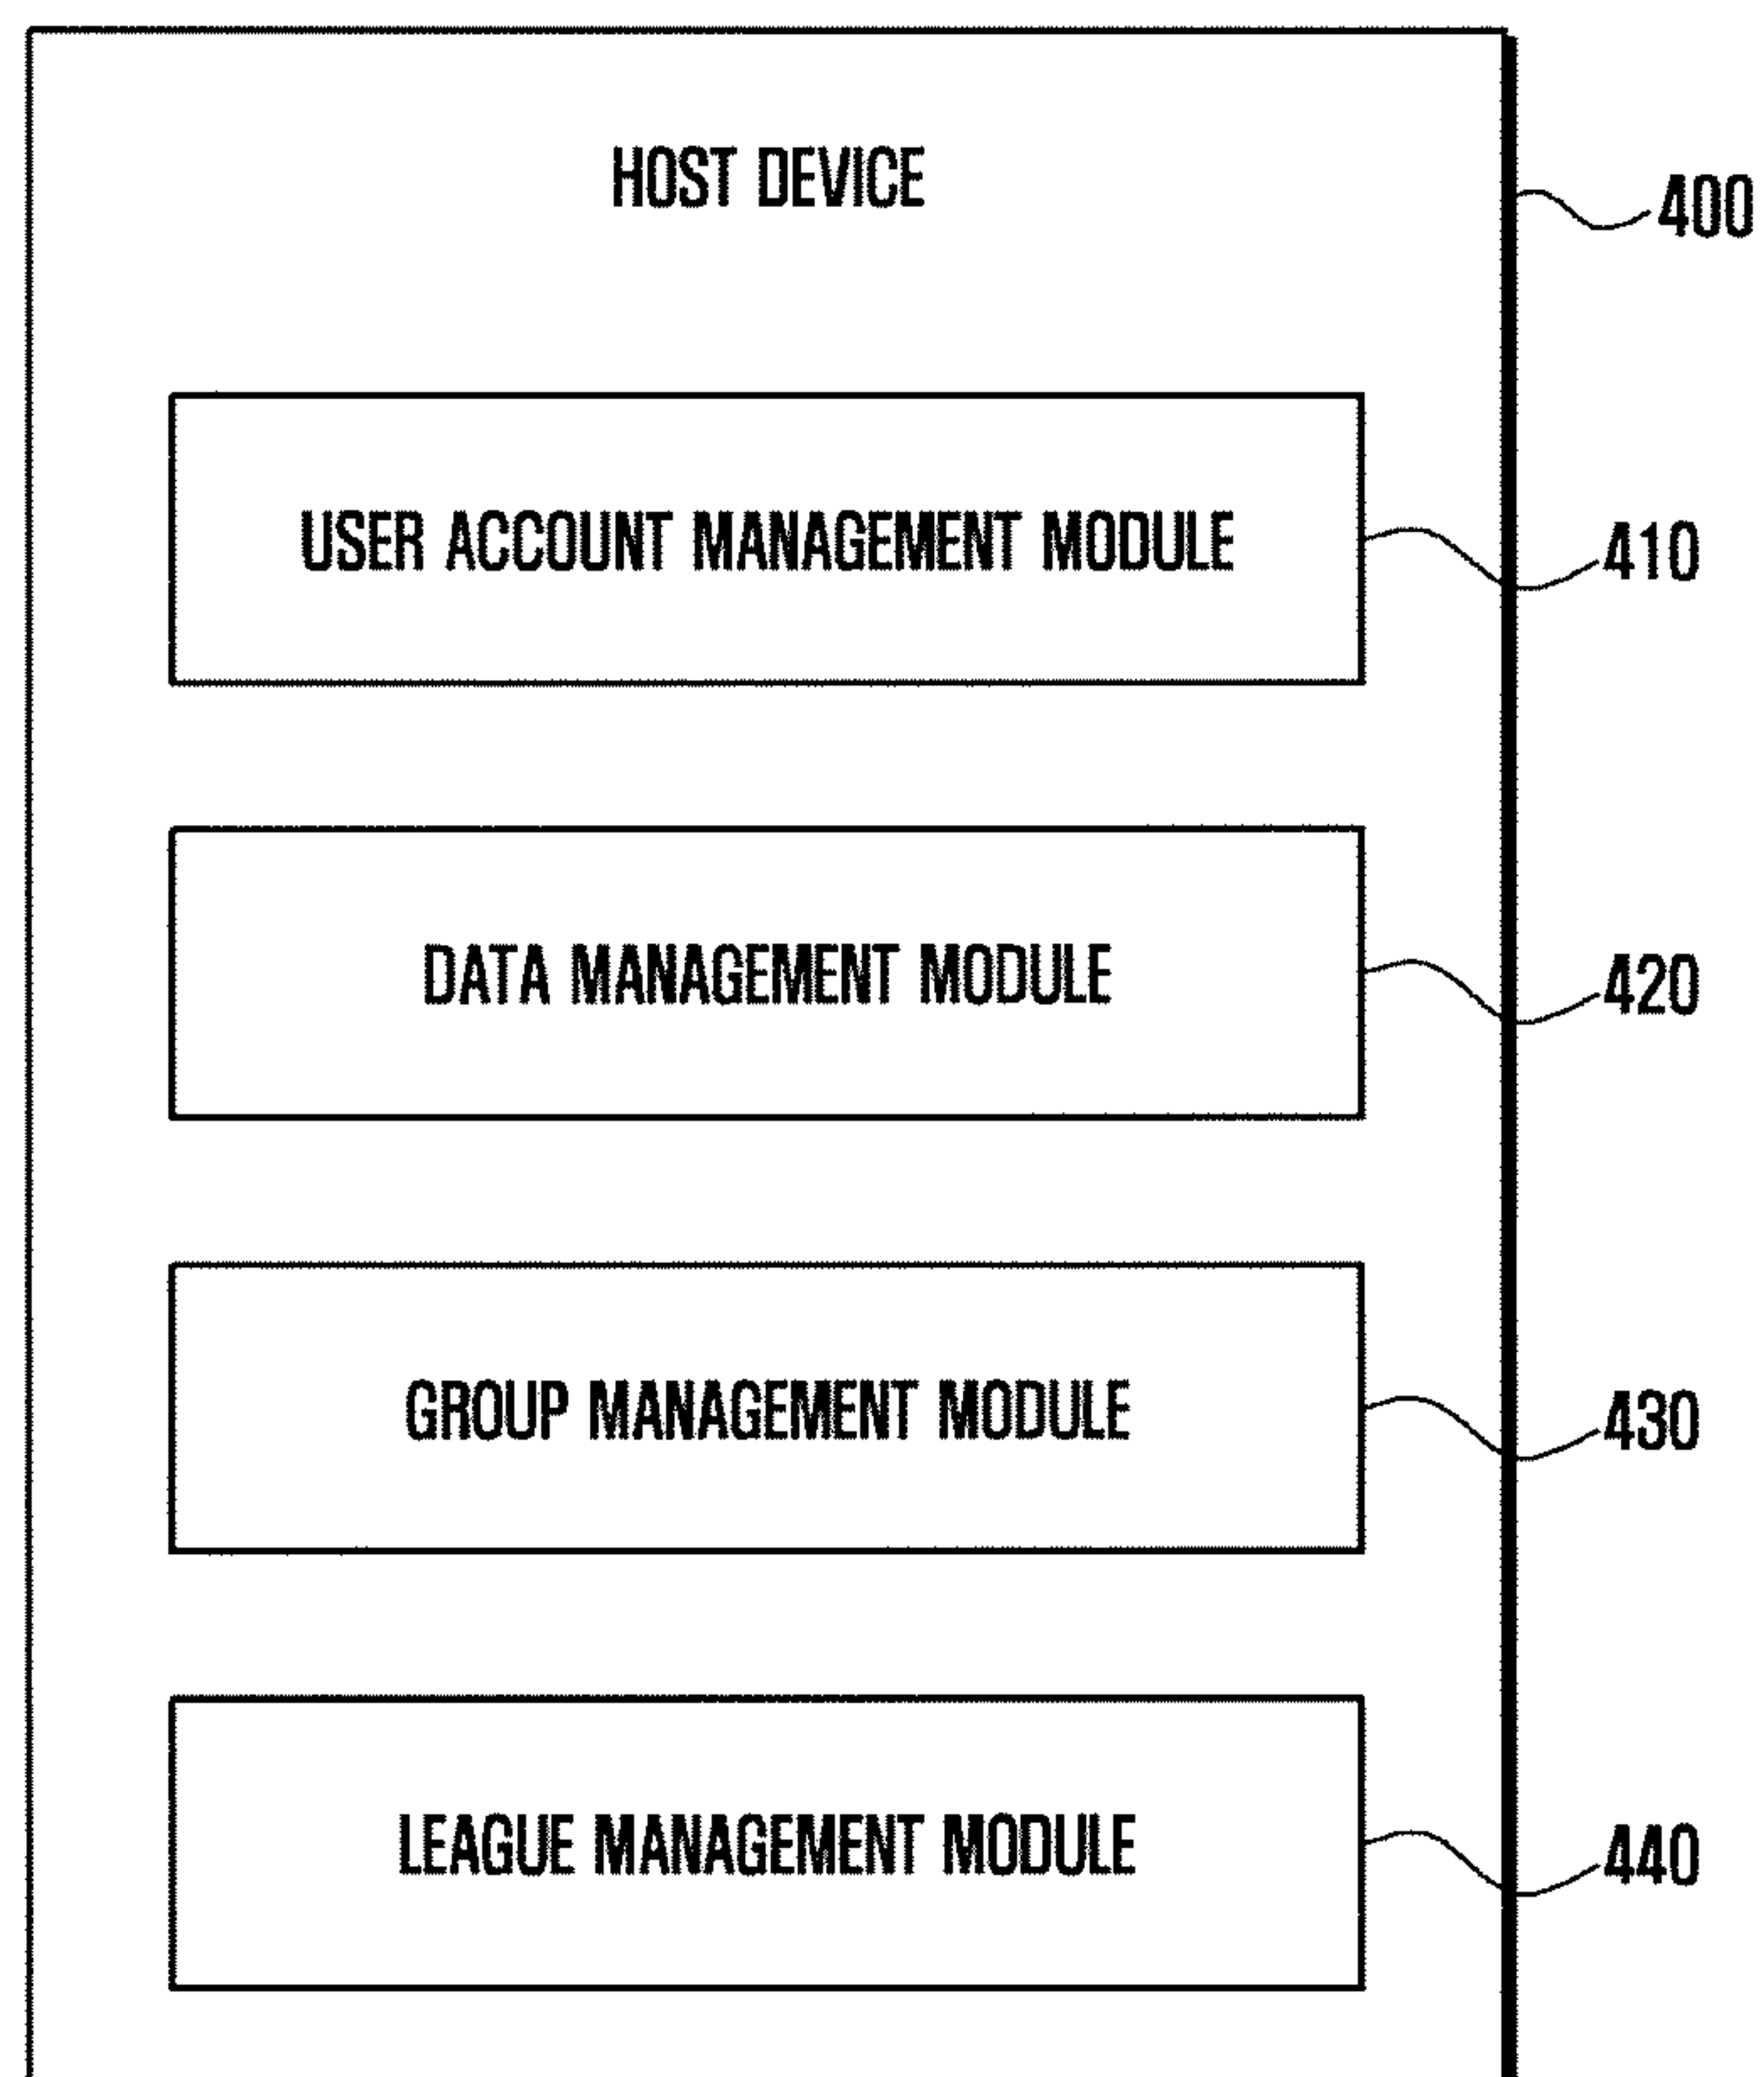 HOST DEVICE
400
USER ACCOUNT MANAGEMENT MODULE
410
DATA MANAGEMENT MODULE
420
GROUP MANAGEMENT MODULE
430
LEAGUE MANAGEMENT MODULE
440